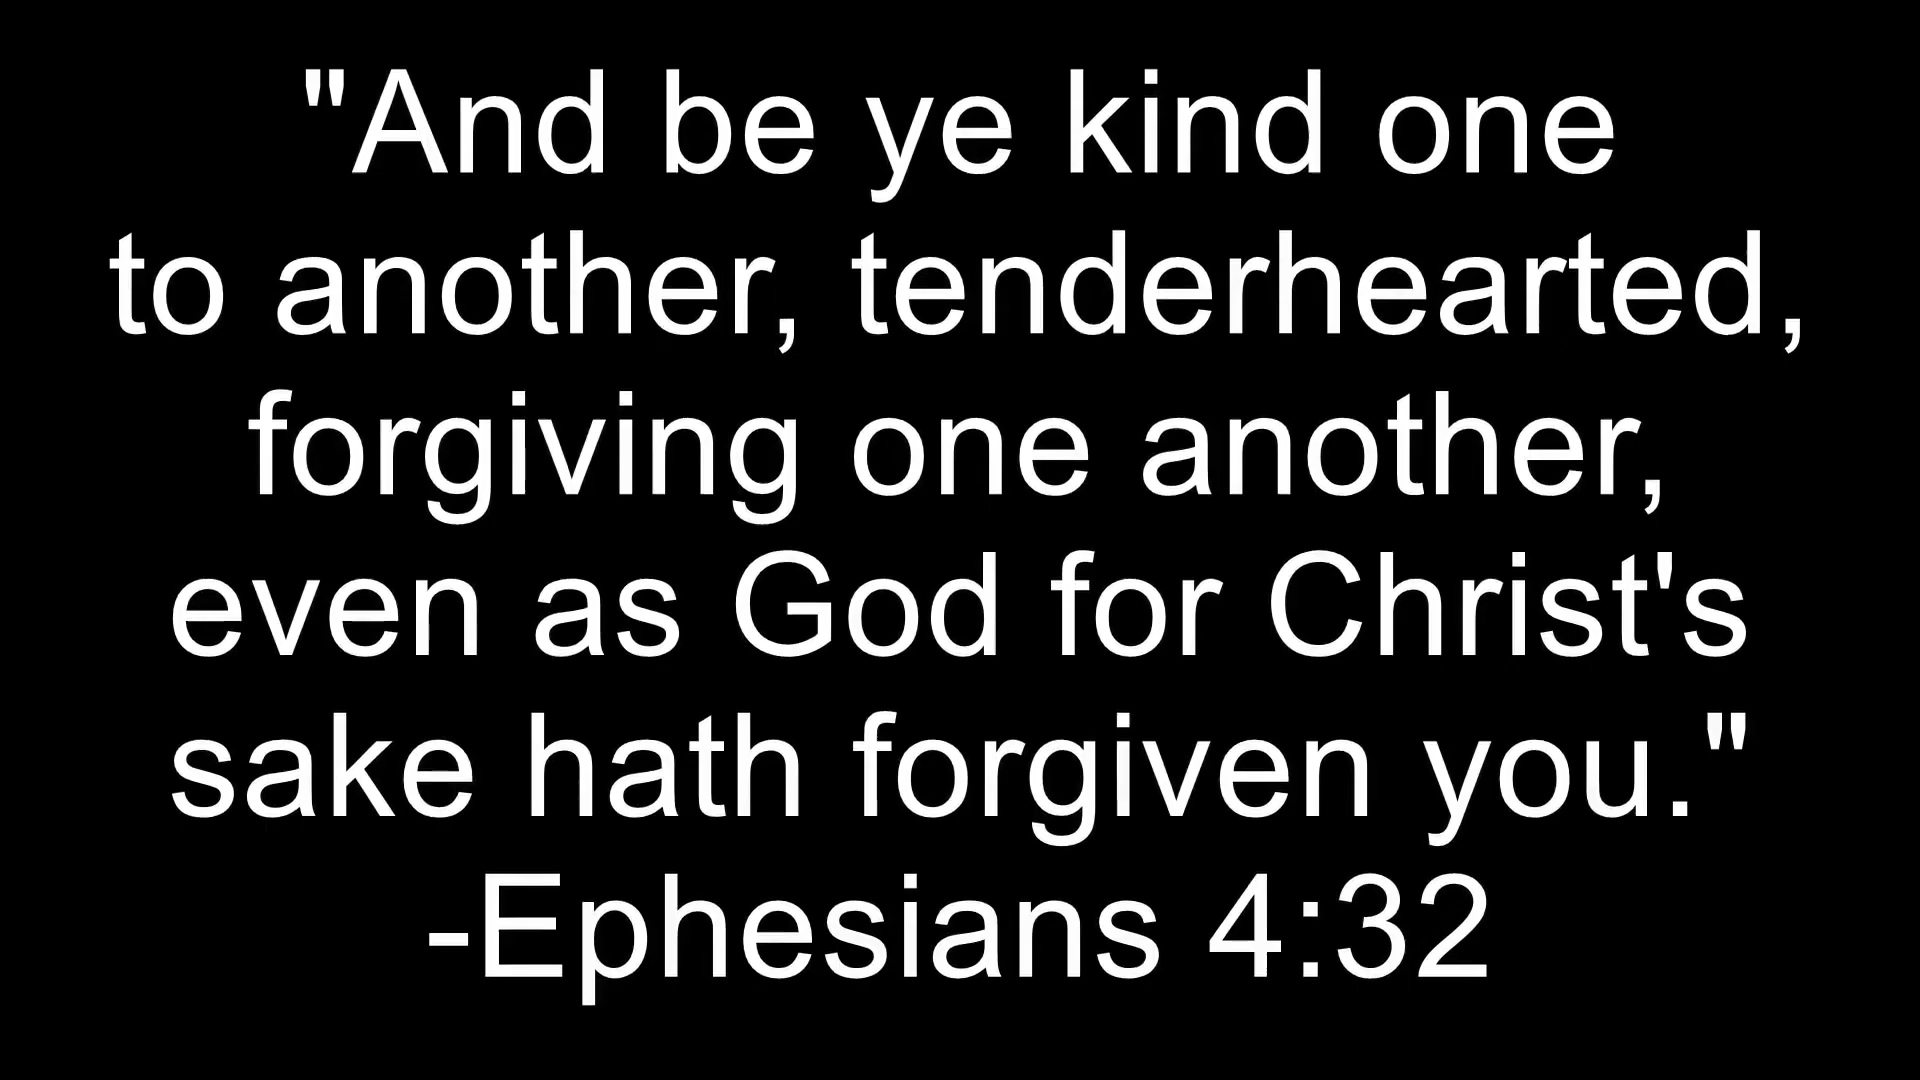 "And be ye kind one
to another, tenderhearted,
forgiving one another,
even as God for Christ's
sake hath forgiven you."
-Ephesians 4:32